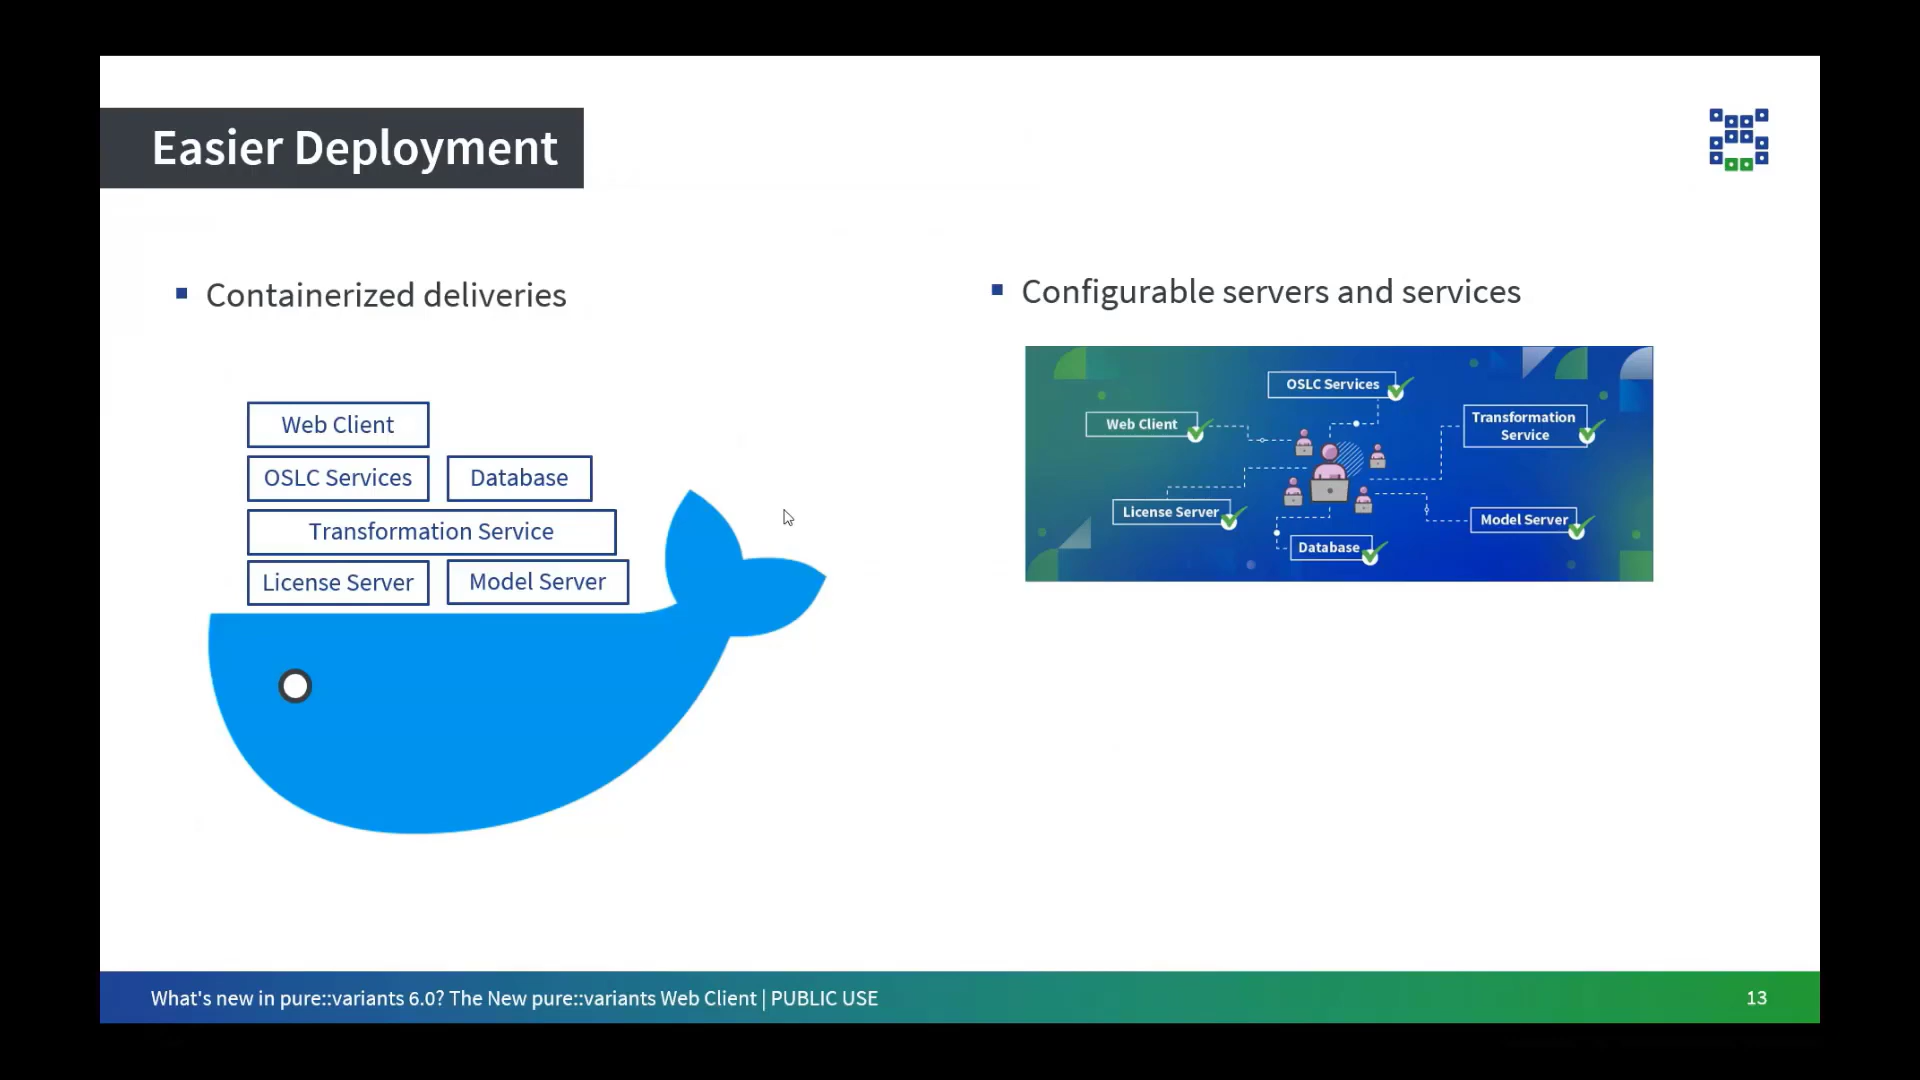 Easier Deployment
Containerized deliveries
Web Client
OSLC Services
Database
Transformation Service
License Server
Model Server
Configurable servers and services
OSLC Services
Web Client
Transformation
Service
License Server
Model Server
Database
What's new in pure::variants 6.0? The New pure::variants Web Client | PUBLIC USE
13